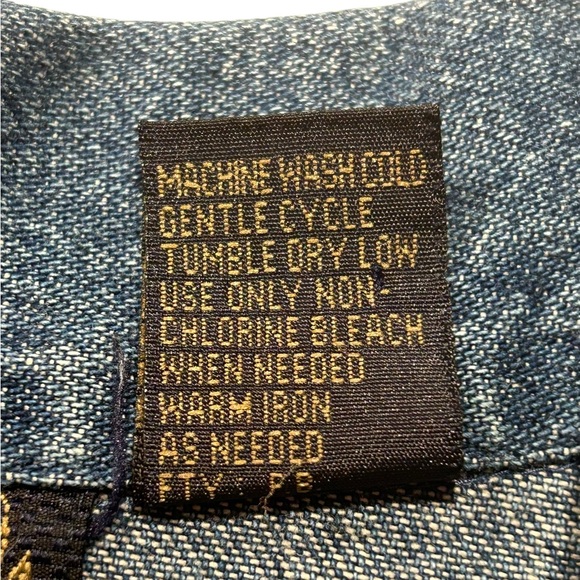 MACHINE WASH COLD
GENTLE CYCLE
TUMBLE DRY LOW
USE ONLY NON-
CHLORINE BLEACH
WHEN NEEDED
WARM IRON
AS NEEDED